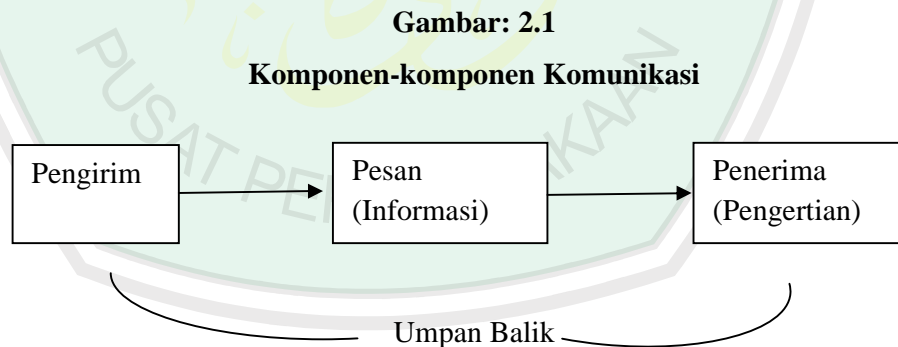 Gambar: 2.1
Komponen-komponen Komunikasi
Pengirim
Pesan
(Informasi)
Penerima
(Pengertian)
Umpan Balik